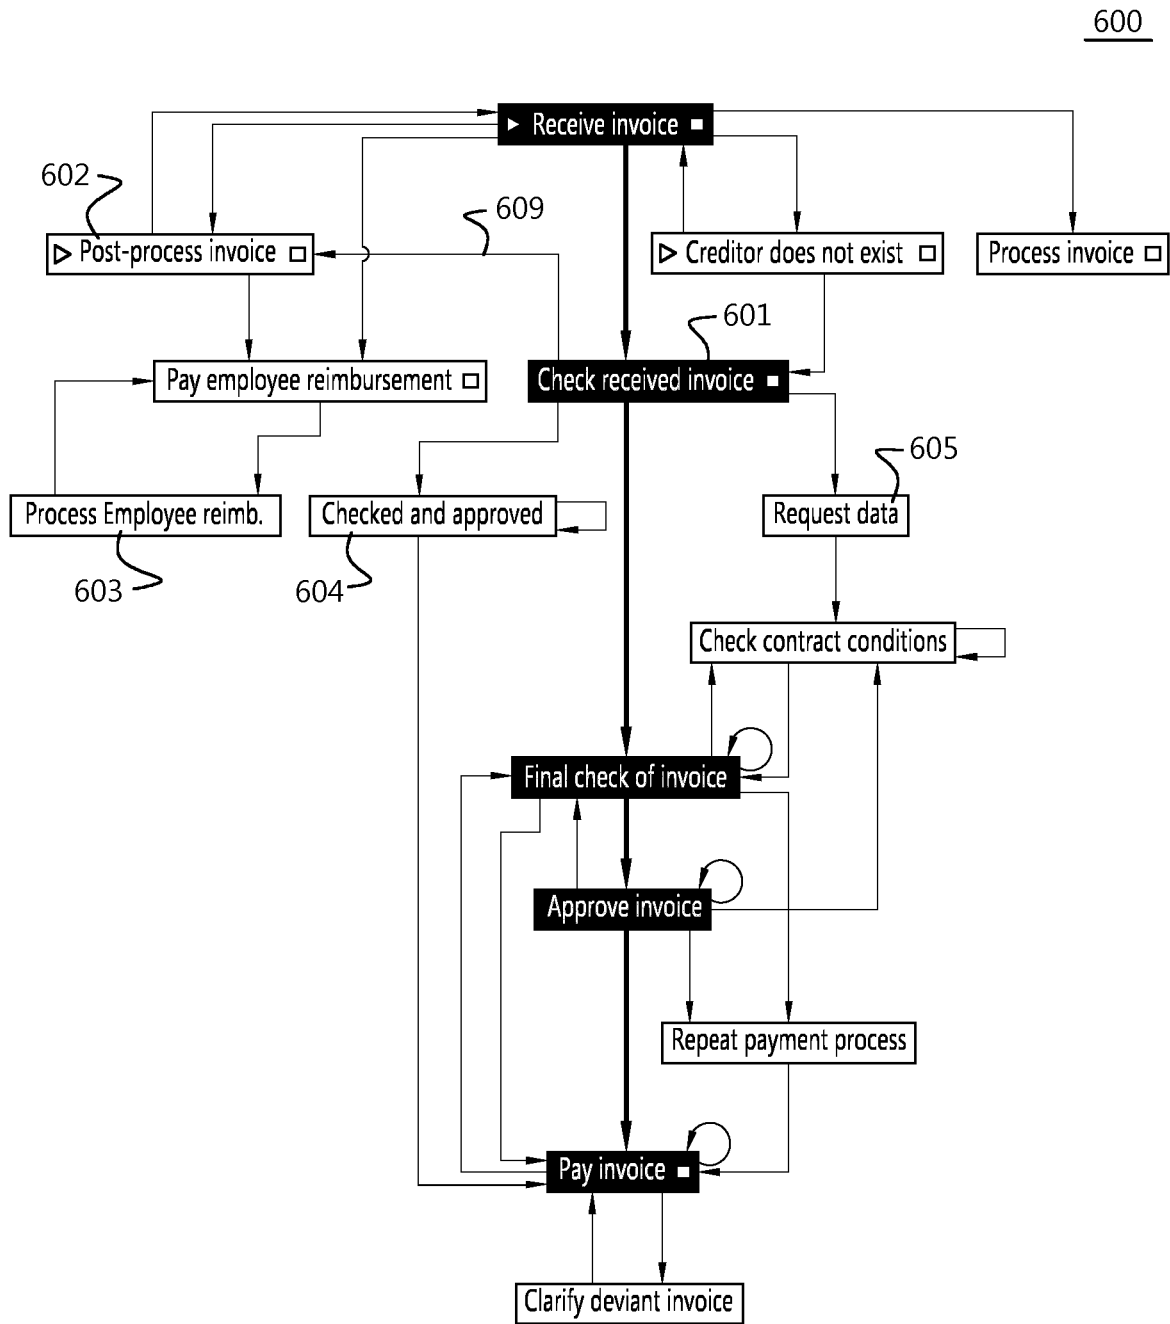 600
Receive invoice
602
609
Post-process invoice
Creditor does not exist
Process invoice
601
Pay employee reimbursement
Check received invoice
605
Process Employee reimb.
Checked and approved
Request data
603
604
Check contract conditions
Final check of invoice
Approve invoice
Repeat payment process
Pay invoice
Clarify deviant invoice